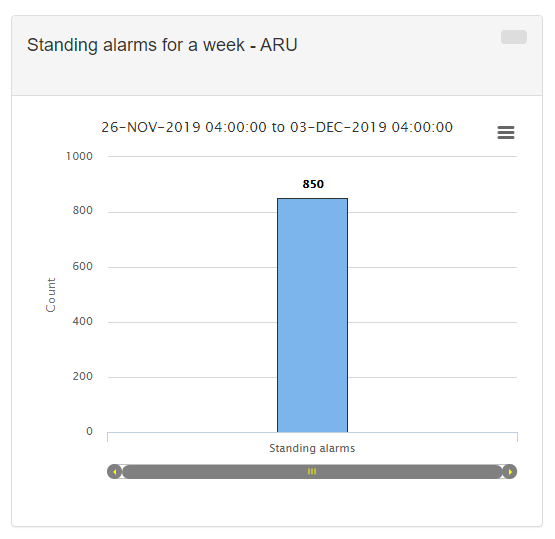 Standing alarms for a week - ARU
26-NOV-2019 04:00:00 to 03-DEC-2019 04:00:00
1000
850
800
600
Count
400
200
0
Standing alarms